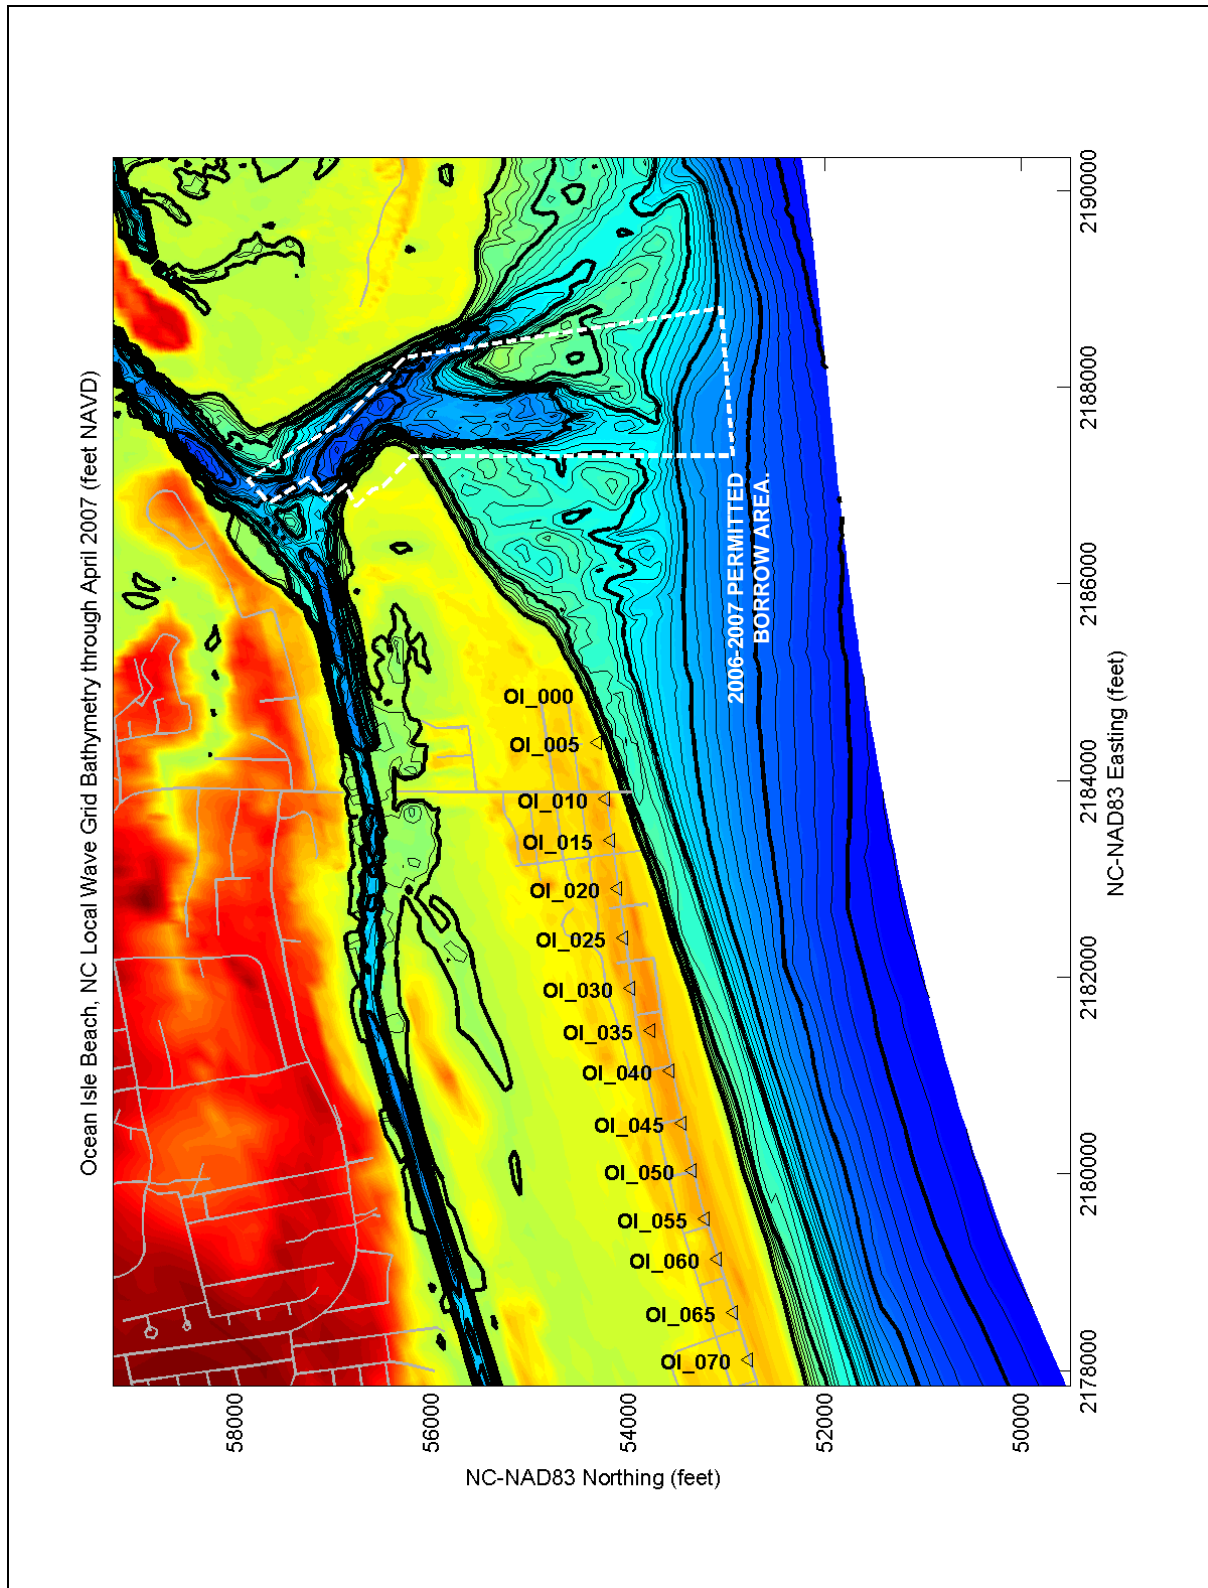 Ocean Isle Beach, NC Local Wave Grid Bathymetry through April 2007 (feet NAVD)
2190000
2188000
2186000
2184000
2182000
2180000
2178000
NC-NAD83 Easting (feet)
2006-2007 PERMITTED
BORROW AREA.
OI_000
OI_005
OI_010
OI_015
OI_020
OI_025
OI_030
OI_035
OI_040
OI_045
OI_050
OI_055
OI_060
OI_065
OI_070
58000
56000
54000
52000
50000
NC-NAD83 Northing (feet)